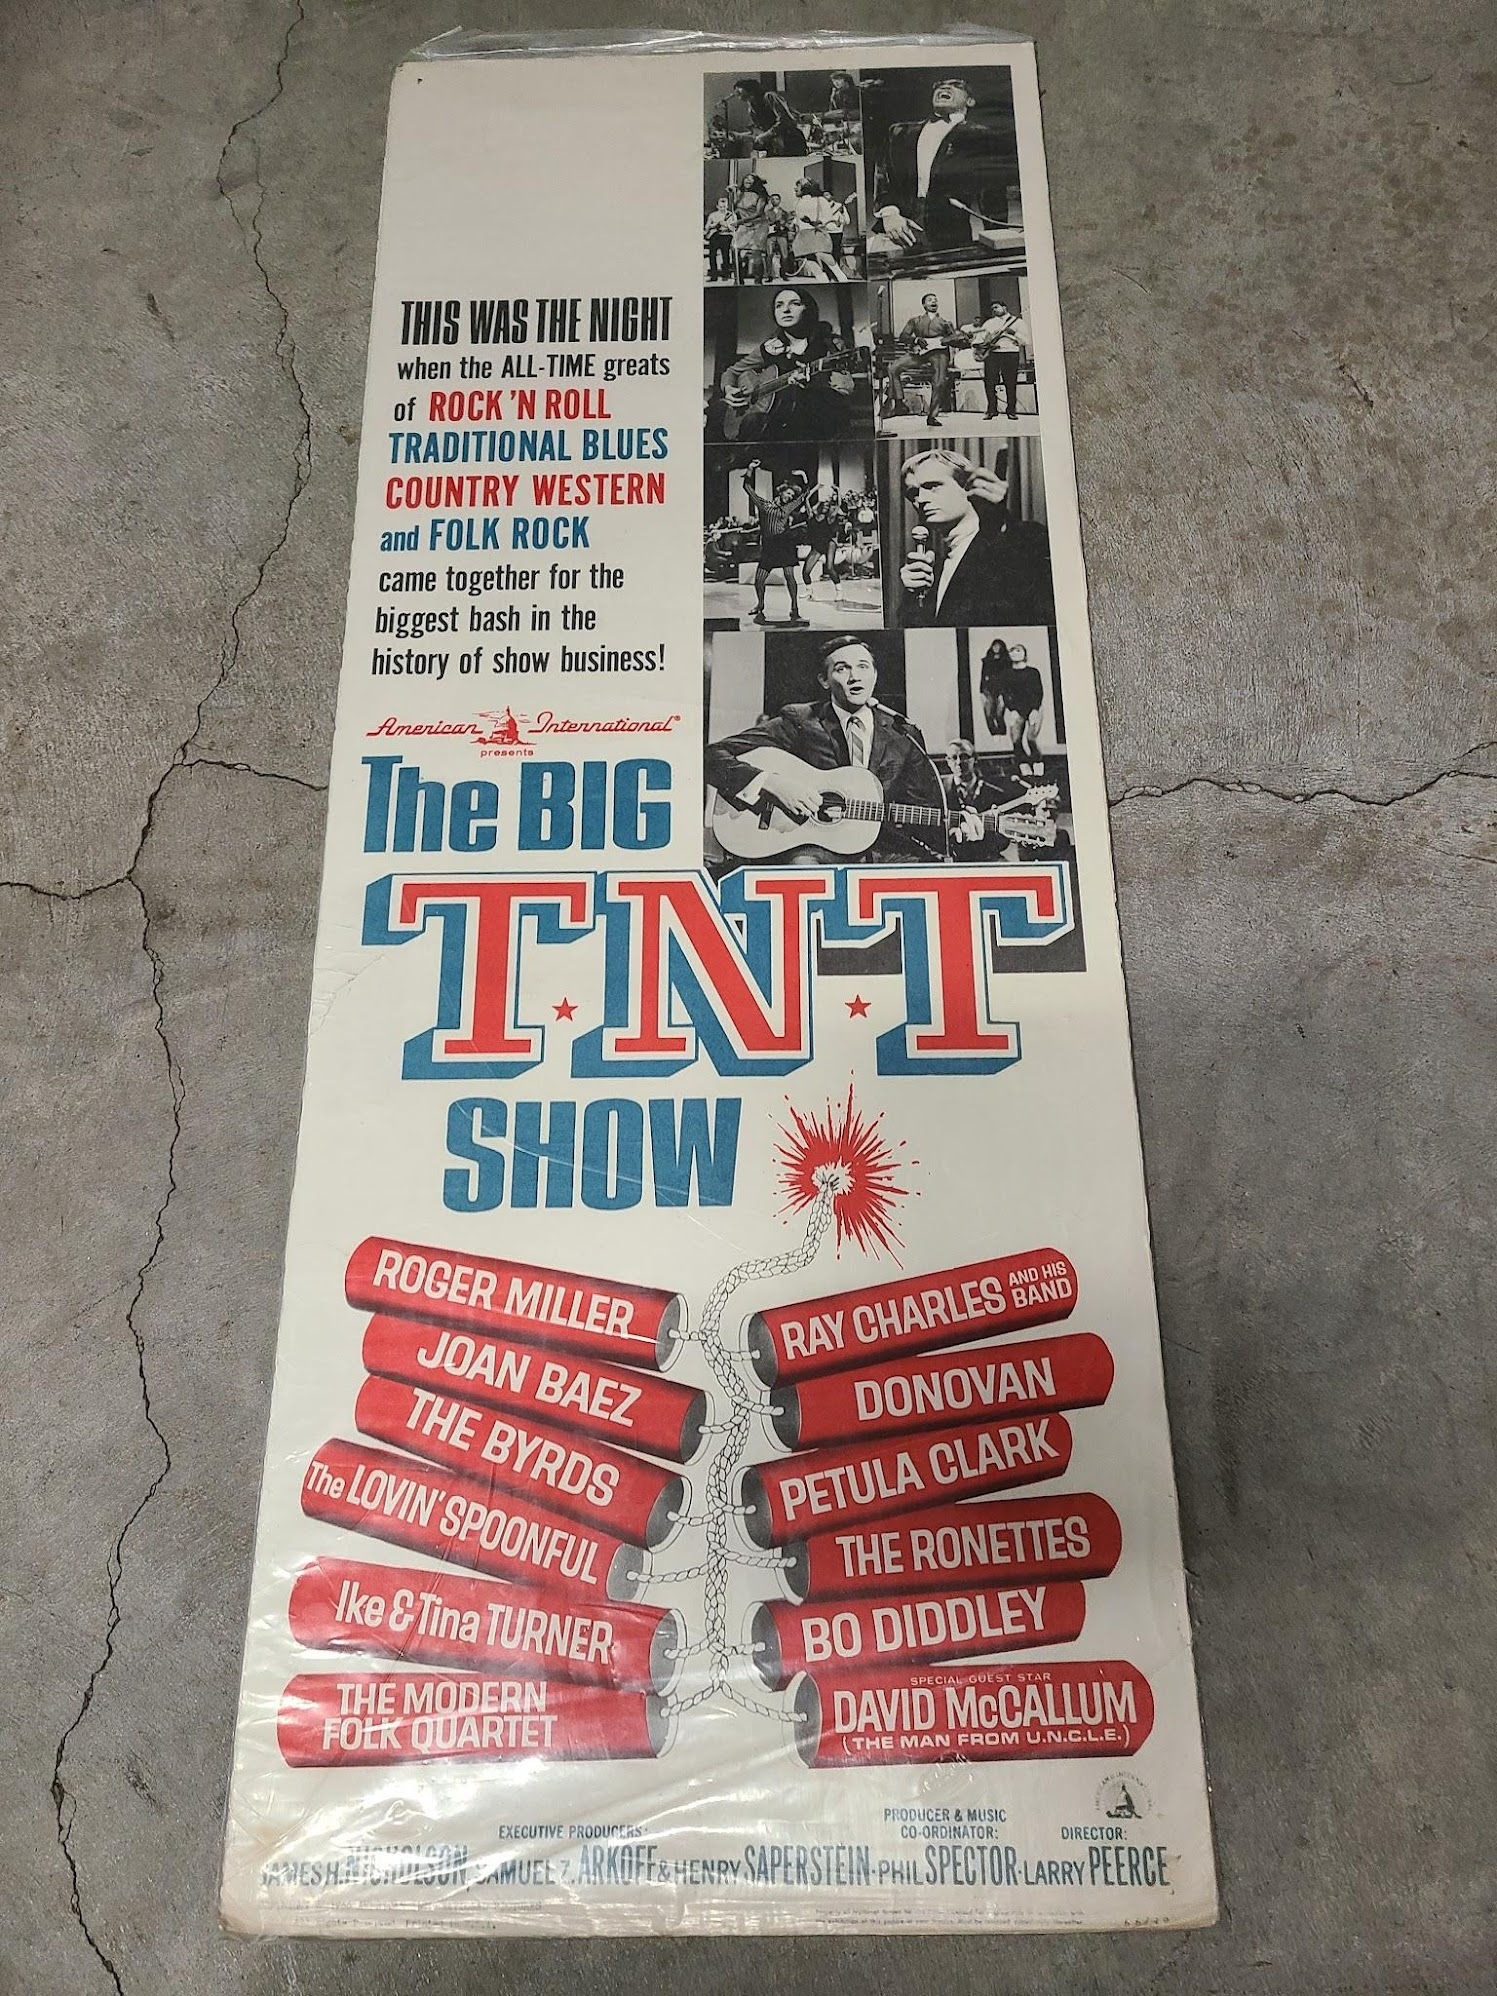 THIS WAS THE NIGHT
when the ALL-TIME greats
of ROCK 'N ROLL
TRADITIONAL BLUES
COUNTRY WESTERN
and FOLK ROCK
came together for the
biggest bash in the
history of show business!
American International®
presents
The BIG
T★N★T
SHOW
ROGER MILLER
JOAN BAEZ
THE BYRDS
The LOVIN' SPOONFUL
Ike & Tina TURNER
THE MODERN
FOLK QUARTET
RAY CHARLES AND HIS
BAND
DONOVAN
PETULA CLARK
THE RONETTES
BO DIDDLEY
SPECIAL GUEST STAR
DAVID McCALLUM
(THE MAN FROM U.N.C.L.E.)
EXECUTIVE PRODUCERS:
JAMES H. NICHOLSON, SAMUEL Z. ARKOFF & HENRY SAPERSTEIN ·
PRODUCER & MUSIC
CO-ORDINATOR:
PHIL SPECTOR ·
DIRECTOR:
LARRY PEERCE